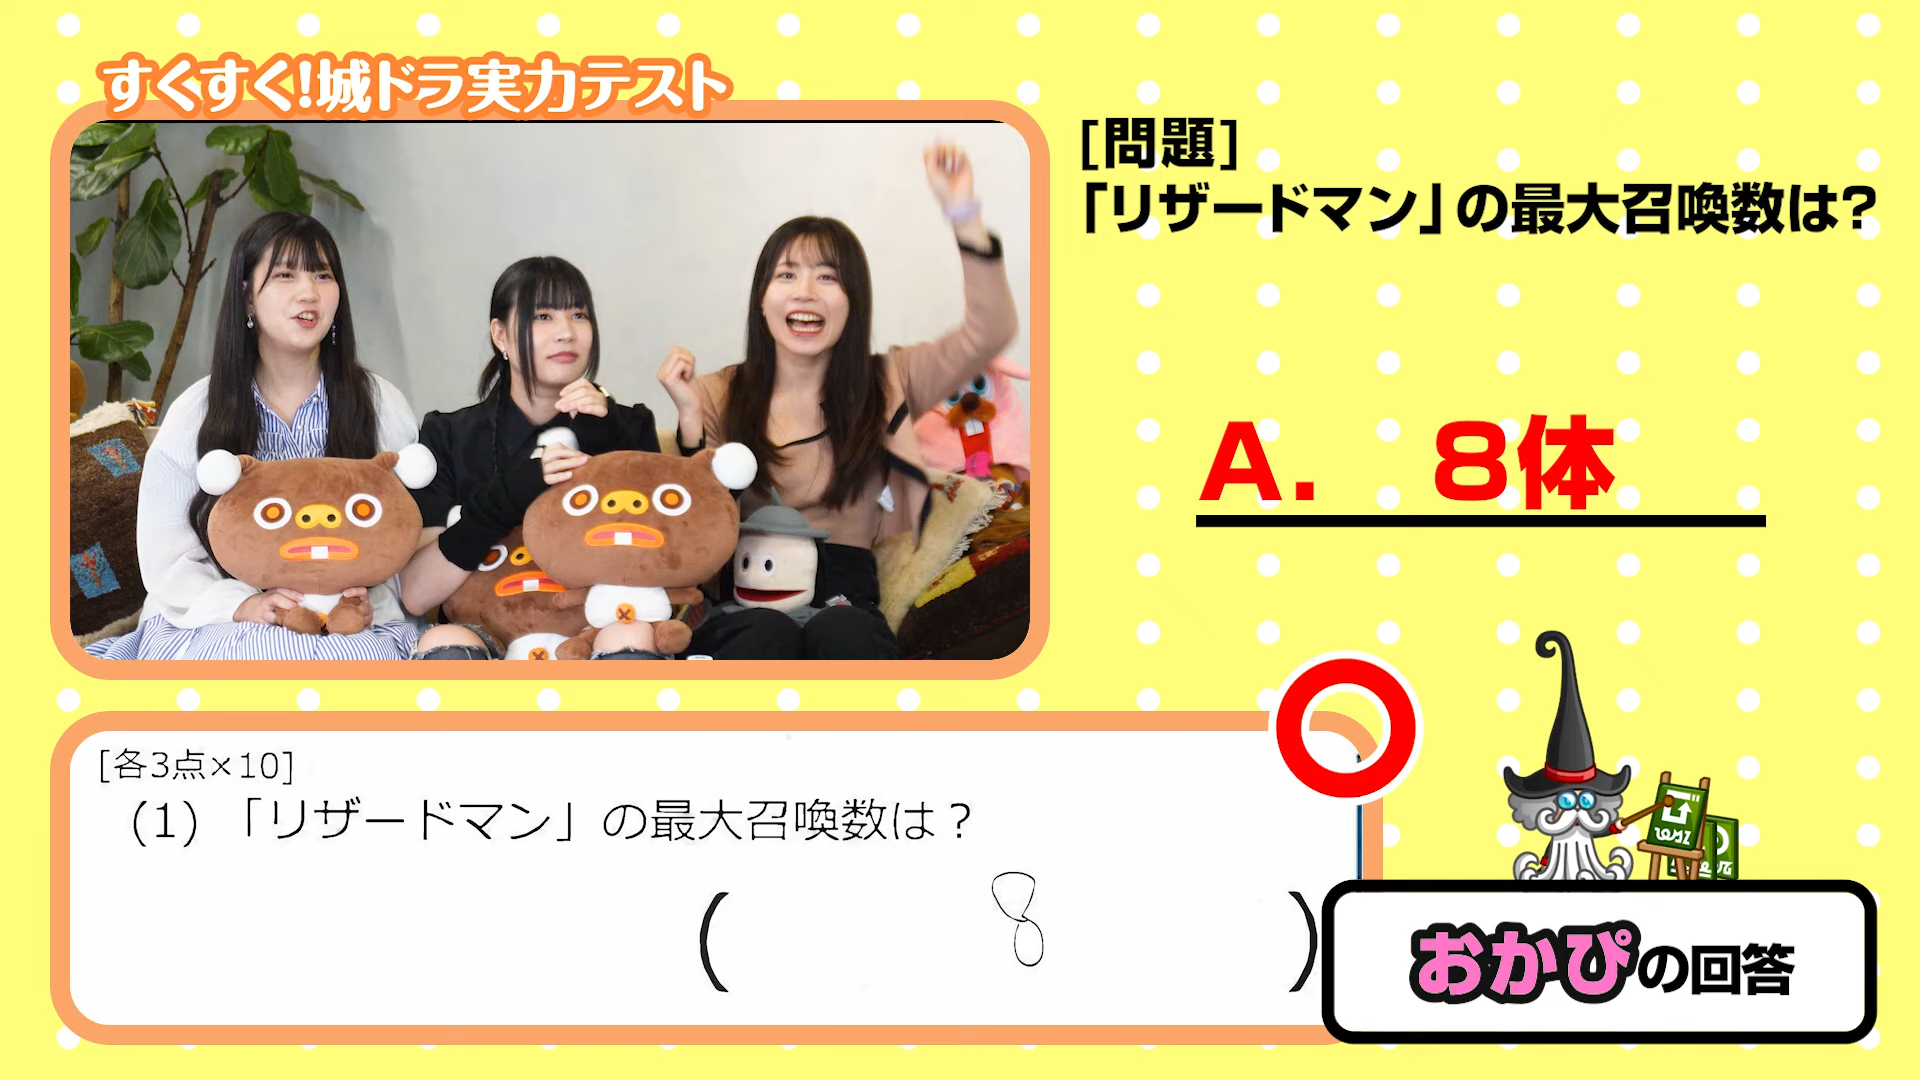 すくすく!城ドラ実力テスト
[問題]
「リザードマン」の最大召喚数は?
A. 8体
[各3点×10]
(1)「リザードマン」の最大召喚数は？
( 8 )
おかぴの回答